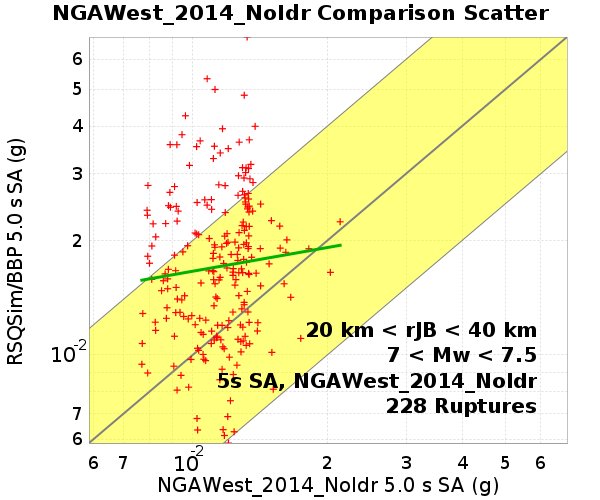 NGAWest_2014_NoIdr Comparison Scatter
RSQSim/BBP 5.0 s SA (g)
6
5
4
3
2
10⁻²
7
6
20 km < rJB < 40 km
7 < Mw < 7.5
5s SA, NGAWest_2014_NoIdr
228 Ruptures
6 7 10⁻² 2 3 4 5 6
NGAWest_2014_NoIdr 5.0 s SA (g)